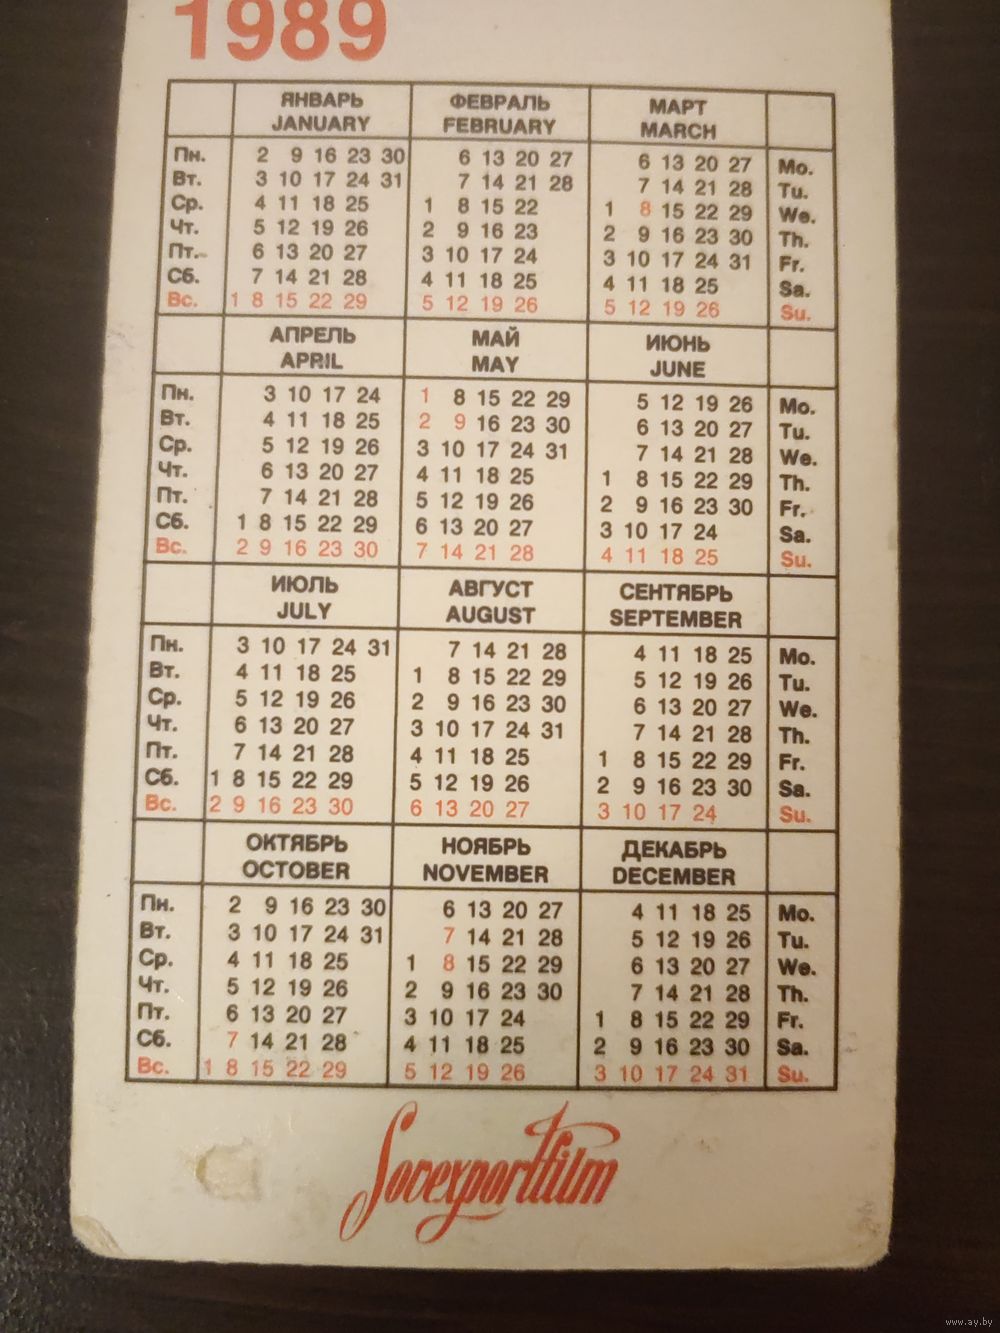 1989
ЯНВАРЬ ФЕВРАЛЬ МАРТ
JANUARY FEBRUARY MARCH
Пн. 2 9 16 23 30 6 13 20 27 6 13 20 27 Mo.
Вт. 3 10 17 24 31 7 14 21 28 7 14 21 28 Tu.
Ср. 4 11 18 25 1 8 15 22 1 8 15 22 29 We.
Чт. 5 12 19 26 2 9 16 23 2 9 16 23 30 Th.
Пт. 6 13 20 27 3 10 17 24 3 10 17 24 31 Fr.
Сб. 7 14 21 28 4 11 18 25 4 11 18 25 Sa.
Вс. 1 8 15 22 29 5 12 19 26 5 12 19 26 Su.
АПРЕЛЬ МАЙ ИЮНЬ
APRIL MAY JUNE
Пн. 3 10 17 24 1 8 15 22 29 5 12 19 26 Mo.
Вт. 4 11 18 25 2 9 16 23 30 6 13 20 27 Tu.
Ср. 5 12 19 26 3 10 17 24 31 7 14 21 28 We.
Чт. 6 13 20 27 4 11 18 25 1 8 15 22 29 Th.
Пт. 7 14 21 28 5 12 19 26 2 9 16 23 30 Fr.
Сб. 1 8 15 22 29 6 13 20 27 3 10 17 24 Sa.
Вс. 2 9 16 23 30 7 14 21 28 4 11 18 25 Su.
ИЮЛЬ АВГУСТ СЕНТЯБРЬ
JULY AUGUST SEPTEMBER
Пн. 3 10 17 24 31 7 14 21 28 4 11 18 25 Mo.
Вт. 4 11 18 25 1 8 15 22 29 5 12 19 26 Tu.
Ср. 5 12 19 26 2 9 16 23 30 6 13 20 27 We.
Чт. 6 13 20 27 3 10 17 24 31 7 14 21 28 Th.
Пт. 7 14 21 28 4 11 18 25 1 8 15 22 29 Fr.
Сб. 1 8 15 22 29 5 12 19 26 2 9 16 23 30 Sa.
Вс. 2 9 16 23 30 6 13 20 27 3 10 17 24 Su.
ОКТЯБРЬ НОЯБРЬ ДЕКАБРЬ
OCTOBER NOVEMBER DECEMBER
Пн. 2 9 16 23 30 6 13 20 27 4 11 18 25 Mo.
Вт. 3 10 17 24 31 7 14 21 28 5 12 19 26 Tu.
Ср. 4 11 18 25 1 8 15 22 29 6 13 20 27 We.
Чт. 5 12 19 26 2 9 16 23 30 7 14 21 28 Th.
Пт. 6 13 20 27 3 10 17 24 1 8 15 22 29 Fr.
Сб. 7 14 21 28 4 11 18 25 2 9 16 23 30 Sa.
Вс. 1 8 15 22 29 5 12 19 26 3 10 17 24 31 Su.
Sovexportfilm
www.ay.by